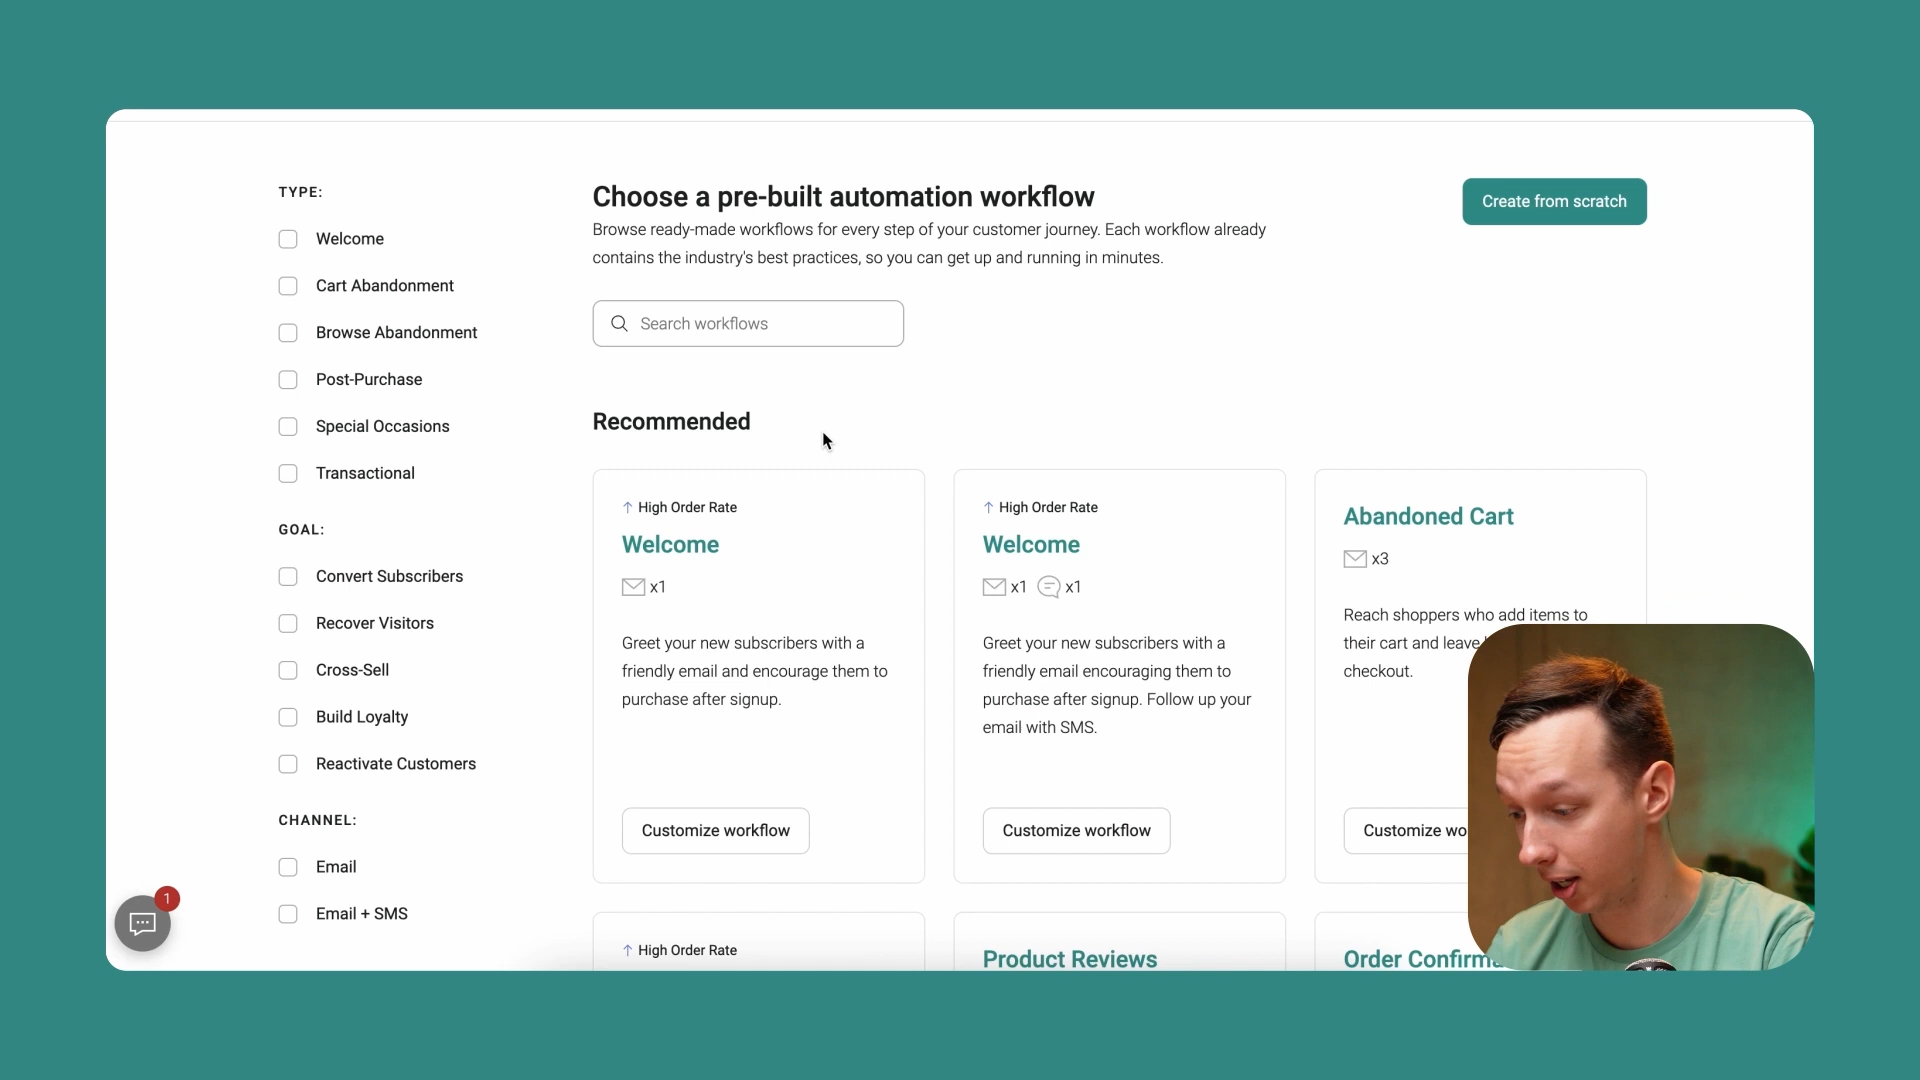 TYPE:
Welcome
Cart Abandonment
Browse Abandonment
Post-Purchase
Special Occasions
Transactional
GOAL:
Convert Subscribers
Recover Visitors
Cross-Sell
Build Loyalty
Reactivate Customers
CHANNEL:
Email
Email + SMS
1
Choose a pre-built automation workflow
Browse ready-made workflows for every step of your customer journey. Each workflow already
contains the industry's best practices, so you can get up and running in minutes.
Create from scratch
Search workflows
Recommended
High Order Rate
Welcome
x1
Greet your new subscribers with a
friendly email and encourage them to
purchase after signup.
Customize workflow
High Order Rate
Welcome
x1 x1
Greet your new subscribers with a
friendly email encouraging them to
purchase after signup. Follow up your
email with SMS.
Customize workflow
Abandoned Cart
x3
Reach shoppers who add items to
their cart and leave
checkout.
Customize
High Order Rate
Product Reviews
Order